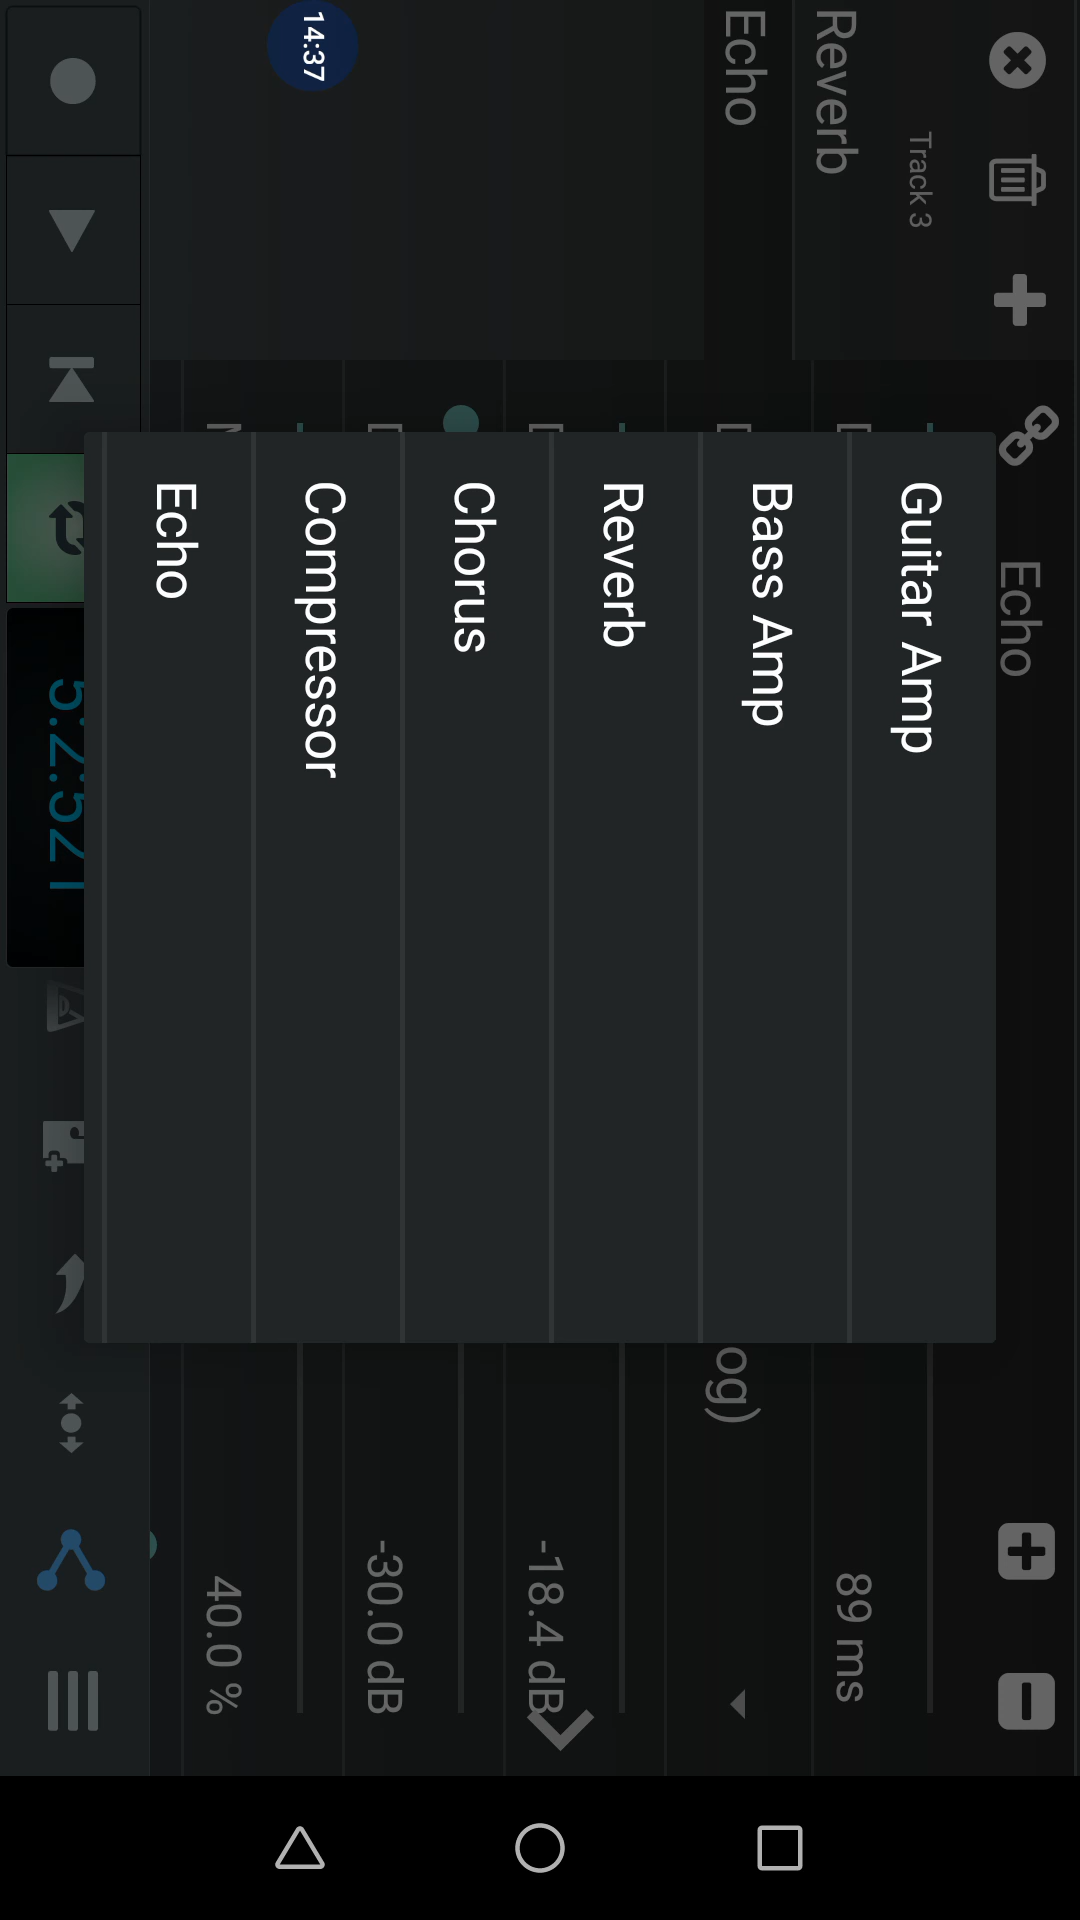 Track 3
Reverb
Echo
14:37
Echo
89 ms
og)
-18.4 dB
-30.0 dB
40.0 %
Guitar Amp
Bass Amp
Reverb
Chorus
Compressor
Echo
5:2:521